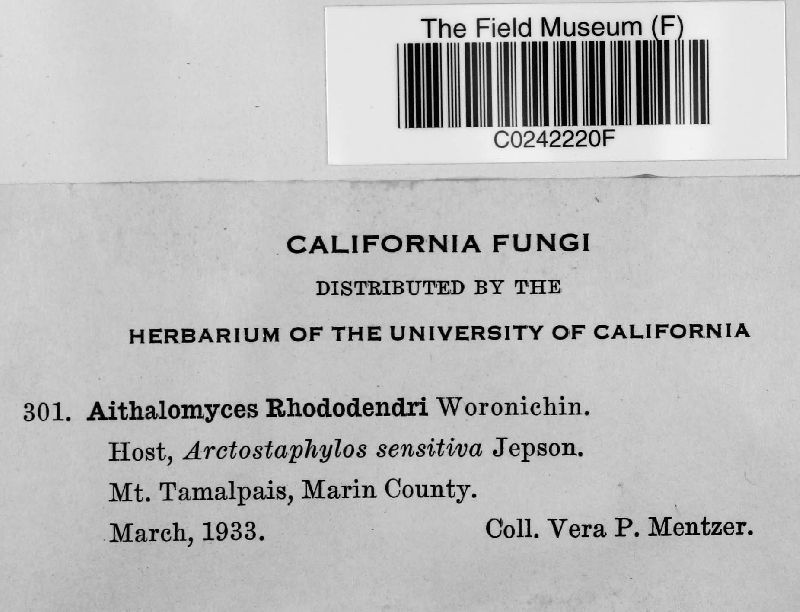 The Field Museum (F)
C0242220F
CALIFORNIA FUNGI
DISTRIBUTED BY THE
HERBARIUM OF THE UNIVERSITY OF CALIFORNIA
301. Aithalomyces Rhododendri Woronichin.
Host, Arctostaphylos sensitiva Jepson.
Mt. Tamalpais, Marin County.
March, 1933. Coll. Vera P. Mentzer.